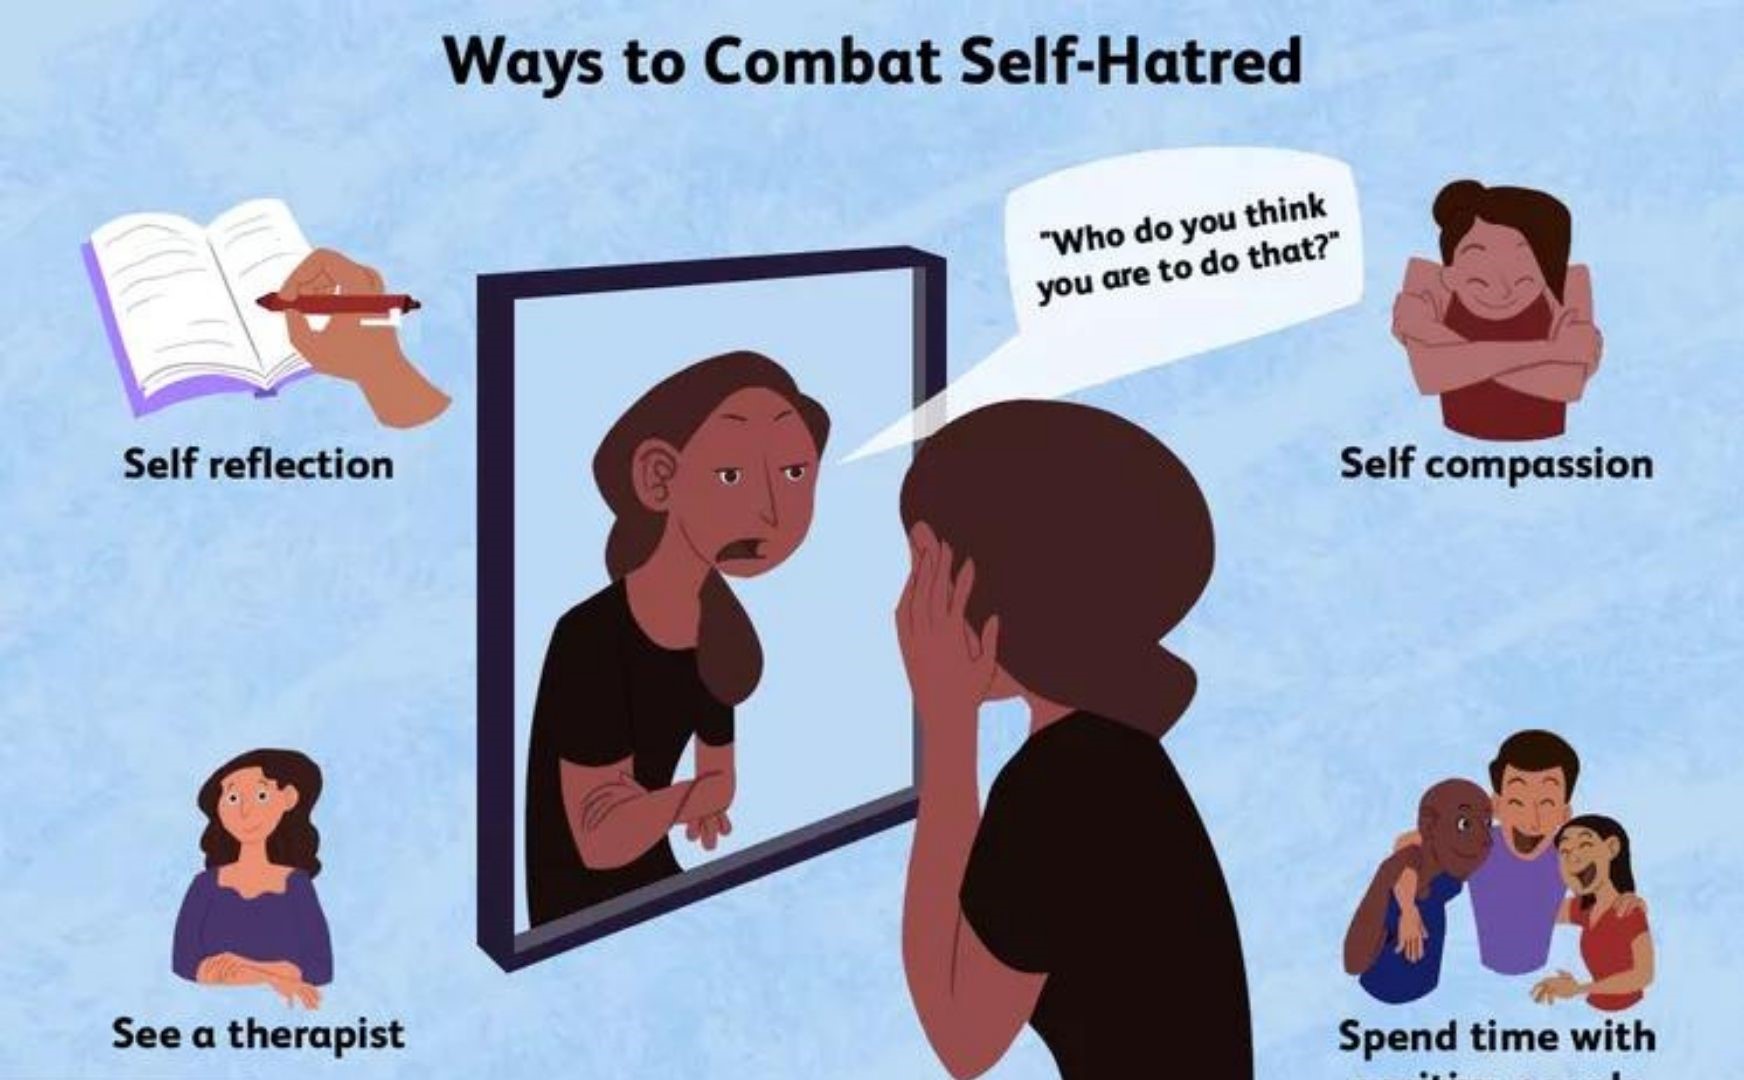 Ways to Combat Self-Hatred
"Who do you think
you are to do that?"
Self reflection
Self compassion
See a therapist
Spend time with